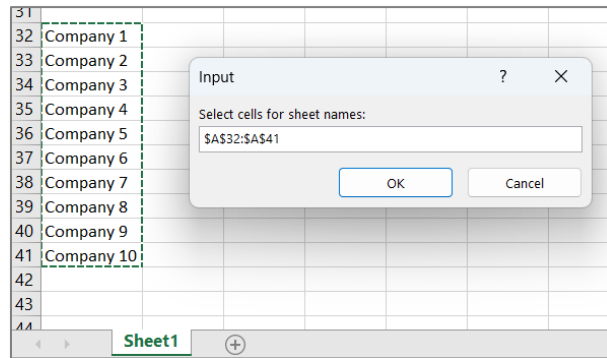 31
32 Company 1
33 Company 2
34 Company 3
35 Company 4
36 Company 5
37 Company 6
38 Company 7
39 Company 8
40 Company 9
41 Company 10
42
43
44
Input ? X
Select cells for sheet names:
$A$32:$A$41
OK Cancel
Sheet1